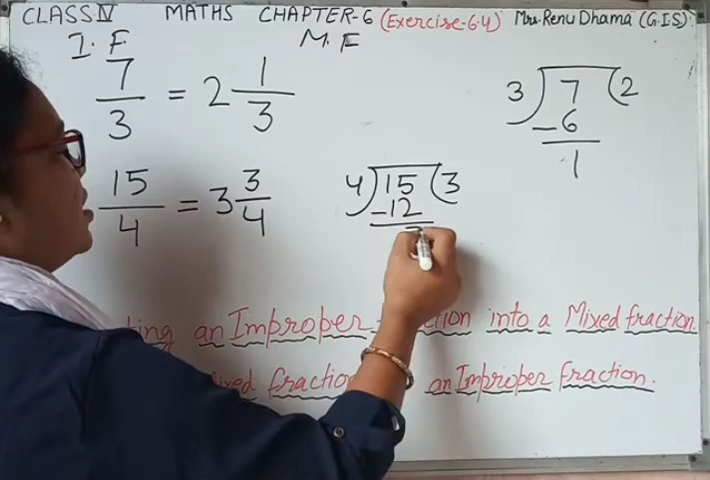 CLASS IV MATHS CHAPTER-6 (Exercise-6.4) Mrs. Renu Dhama (G.I.S)
I. F. M. F
7/3 = 2 1/3
3 ) 7 ( 2
-6
1
15/4 = 3 3/4
4 ) 15 ( 3
-12
ting an Improper into a Mixed fraction.
an Improper fraction.